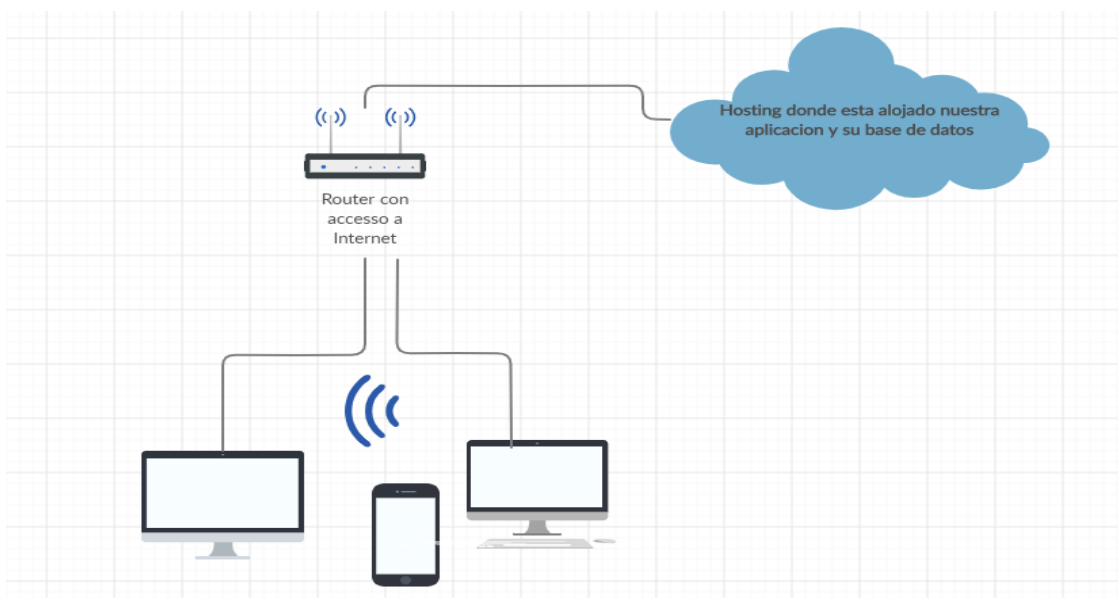 Hosting donde esta alojado nuestra
aplicacion y su base de datos
Router con
accesso a
Internet